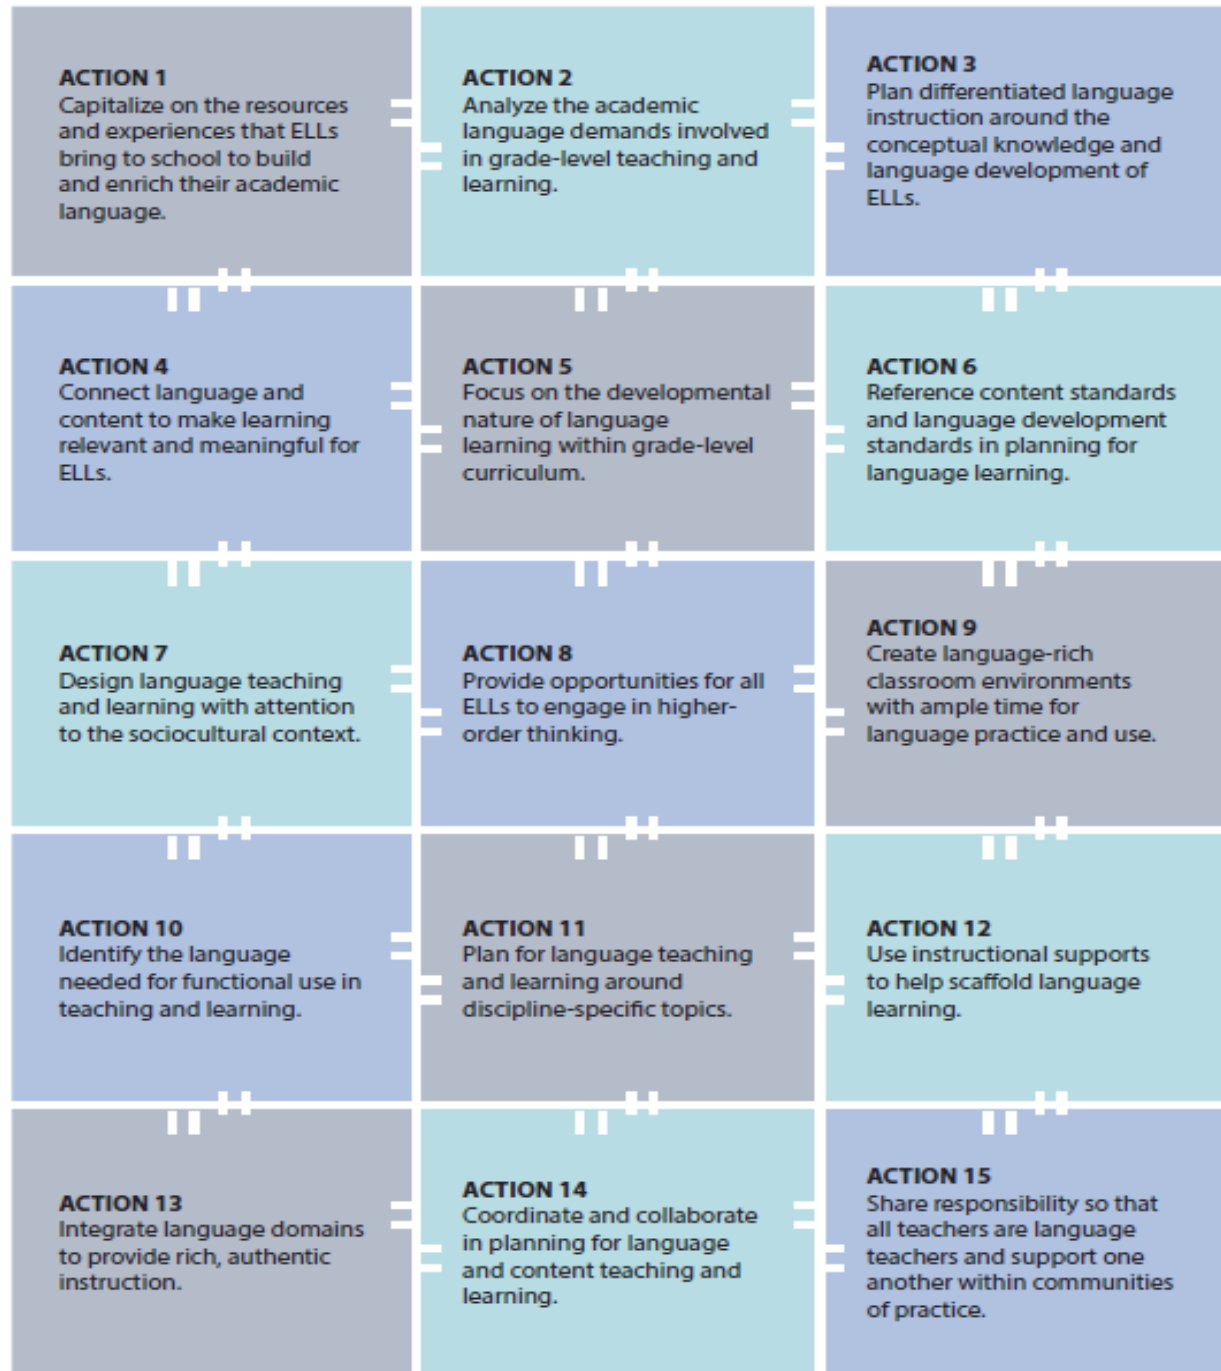 ACTION 1
Capitalize on the resources
and experiences that ELLs
bring to school to build
and enrich their academic
language.
ACTION 2
Analyze the academic
language demands involved
in grade-level teaching and
learning.
ACTION 3
Plan differentiated language
instruction around the
conceptual knowledge and
language development of
ELLs.
ACTION 4
Connect language and
content to make learning
relevant and meaningful for
ELLs.
ACTION 5
Focus on the developmental
nature of language
learning within grade-level
curriculum.
ACTION 6
Reference content standards
and language development
standards in planning for
language learning.
ACTION 7
Design language teaching
and learning with attention
to the sociocultural context.
ACTION 8
Provide opportunities for all
ELLs to engage in higher-
order thinking.
ACTION 9
Create language-rich
classroom environments
with ample time for
language practice and use.
ACTION 10
Identify the language
needed for functional use in
teaching and learning.
ACTION 11
Plan for language teaching
and learning around
discipline-specific topics.
ACTION 12
Use instructional supports
to help scaffold language
learning.
ACTION 13
Integrate language domains
to provide rich, authentic
instruction.
ACTION 14
Coordinate and collaborate
in planning for language
and content teaching and
learning.
ACTION 15
Share responsibility so that
all teachers are language
teachers and support one
another within communities
of practice.